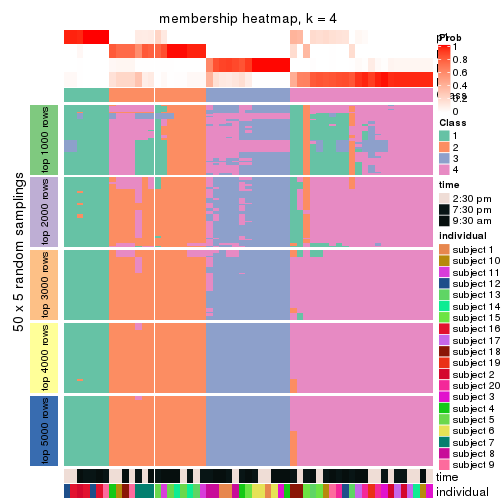 membership heatmap, k = 4
Prob
1
0.8
0.6
0.4
0.2
0
Class
1
2
3
4
time
2:30 pm
7:30 pm
9:30 am
individual
subject 1
subject 10
subject 11
subject 12
subject 13
subject 14
subject 15
subject 16
subject 17
subject 18
subject 19
subject 2
subject 20
subject 3
subject 4
subject 5
subject 6
subject 7
subject 8
subject 9
50 x 5 random samplings
top 1000 rows
top 2000 rows
top 3000 rows
top 4000 rows
top 5000 rows
time
individual